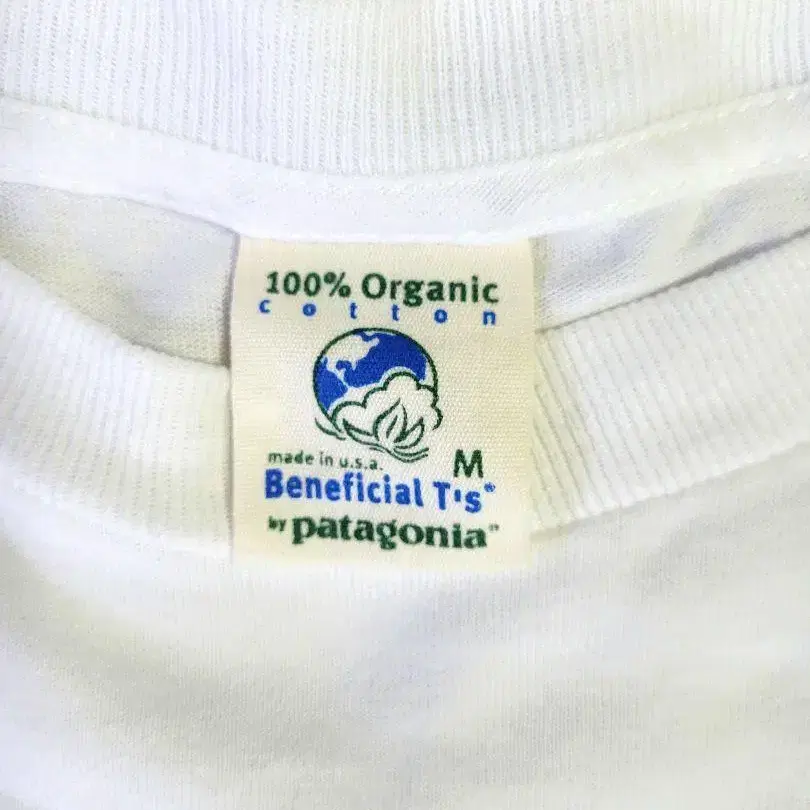 100% Organic
cotton
made in u.s.a. M
Beneficial T's
by patagonia